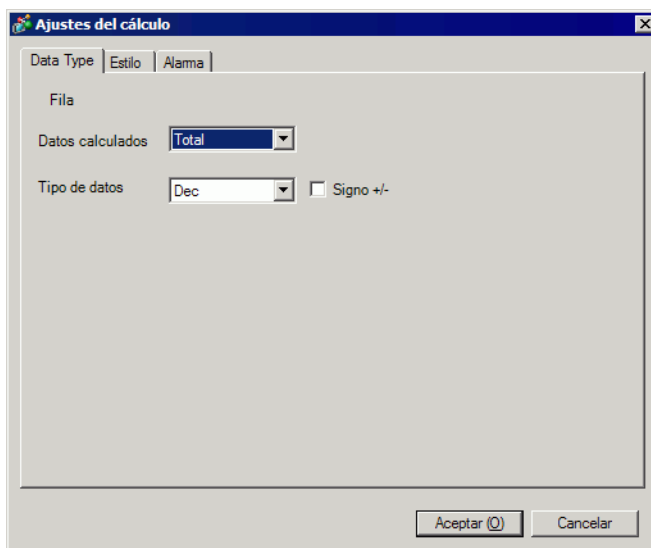 Ajustes del cálculo
Data Type Estilo Alarma
Fila
Datos calculados Total
Tipo de datos Dec Signo +/-
Aceptar (O) Cancelar